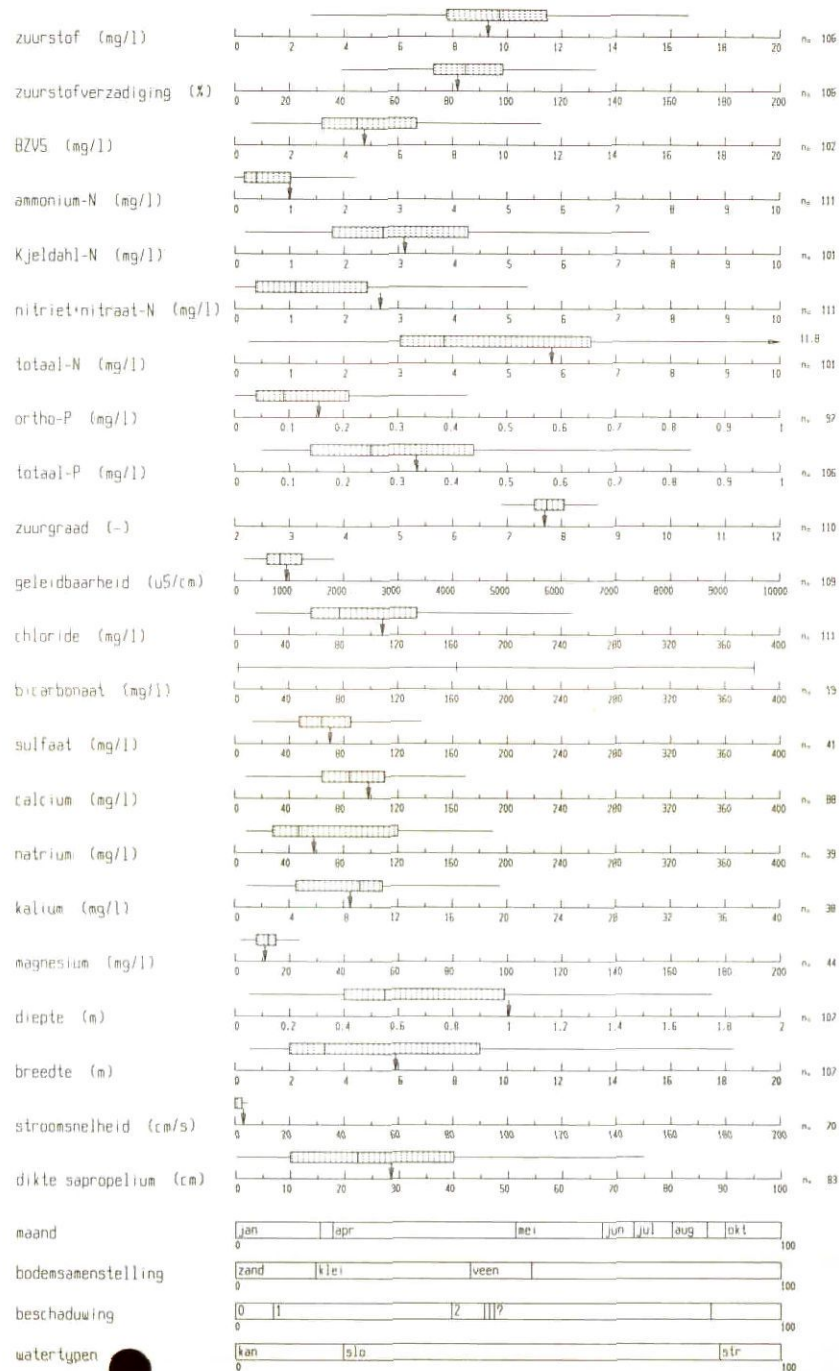 zuurstof (mg/l)
0 2 4 6 8 10 12 14 16 18 20 n= 106
zuurstofverzadiging (%)
0 20 40 60 80 100 120 140 160 180 200 n= 106
BZV5 (mg/l)
0 2 4 6 8 10 12 14 16 18 20 n= 102
ammonium-N (mg/l)
0 1 2 3 4 5 6 7 8 9 10 n= 111
Kjeldahl-N (mg/l)
0 1 2 3 4 5 6 7 8 9 10 n= 101
nitriet+nitraat-N (mg/l)
0 1 2 3 4 5 6 7 8 9 10 n= 111
11.8
totaal-N (mg/l)
0 1 2 3 4 5 6 7 8 9 10 n= 101
ortho-P (mg/l)
0 0.1 0.2 0.3 0.4 0.5 0.6 0.7 0.8 0.9 1 n= 97
totaal-P (mg/l)
0 0.1 0.2 0.3 0.4 0.5 0.6 0.7 0.8 0.9 1 n= 106
zuurgraad (-)
2 3 4 5 6 7 8 9 10 11 12 n= 110
geleidbaarheid (uS/cm)
0 1000 2000 3000 4000 5000 6000 7000 8000 9000 10000 n= 109
chloride (mg/l)
0 40 80 120 160 200 240 280 320 360 400 n= 111
bicarbonaat (mg/l)
0 40 80 120 160 200 240 280 320 360 400 n= 19
sulfaat (mg/l)
0 40 80 120 160 200 240 280 320 360 400 n= 41
calcium (mg/l)
0 40 80 120 160 200 240 280 320 360 400 n= 88
natrium (mg/l)
0 40 80 120 160 200 240 280 320 360 400 n= 39
kalium (mg/l)
0 4 8 12 16 20 24 28 32 36 40 n= 38
magnesium (mg/l)
0 20 40 60 80 100 120 140 160 180 200 n= 44
diepte (m)
0 0.2 0.4 0.6 0.8 1 1.2 1.4 1.6 1.8 2 n= 107
breedte (m)
0 2 4 6 8 10 12 14 16 18 20 n= 107
stroomsnelheid (cm/s)
0 20 40 60 80 100 120 140 160 180 200 n= 70
dikte sapropelium (cm)
0 10 20 30 40 50 60 70 80 90 100 n= 83
maand jan apr mei jun jul aug okt
0 100
bodemsamenstelling zand klei veen
0 100
beschaduwing 0 1 2 ?
0 100
watertypen kan slo str
0 100